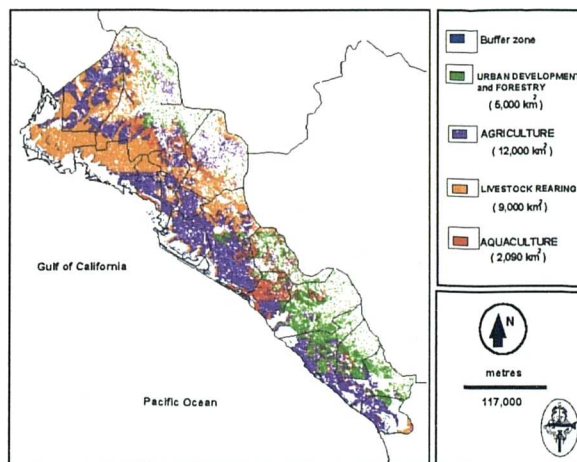 Buffer zone
URBAN DEVELOPMENT
and FORESTRY
(5,000 km²)
AGRICULTURE
(12,000 km²)
LIVESTOCK REARING
(9,000 km²)
AQUACULTURE
(2,090 km²)
Gulf of California
Pacific Ocean
N
metres
117,000